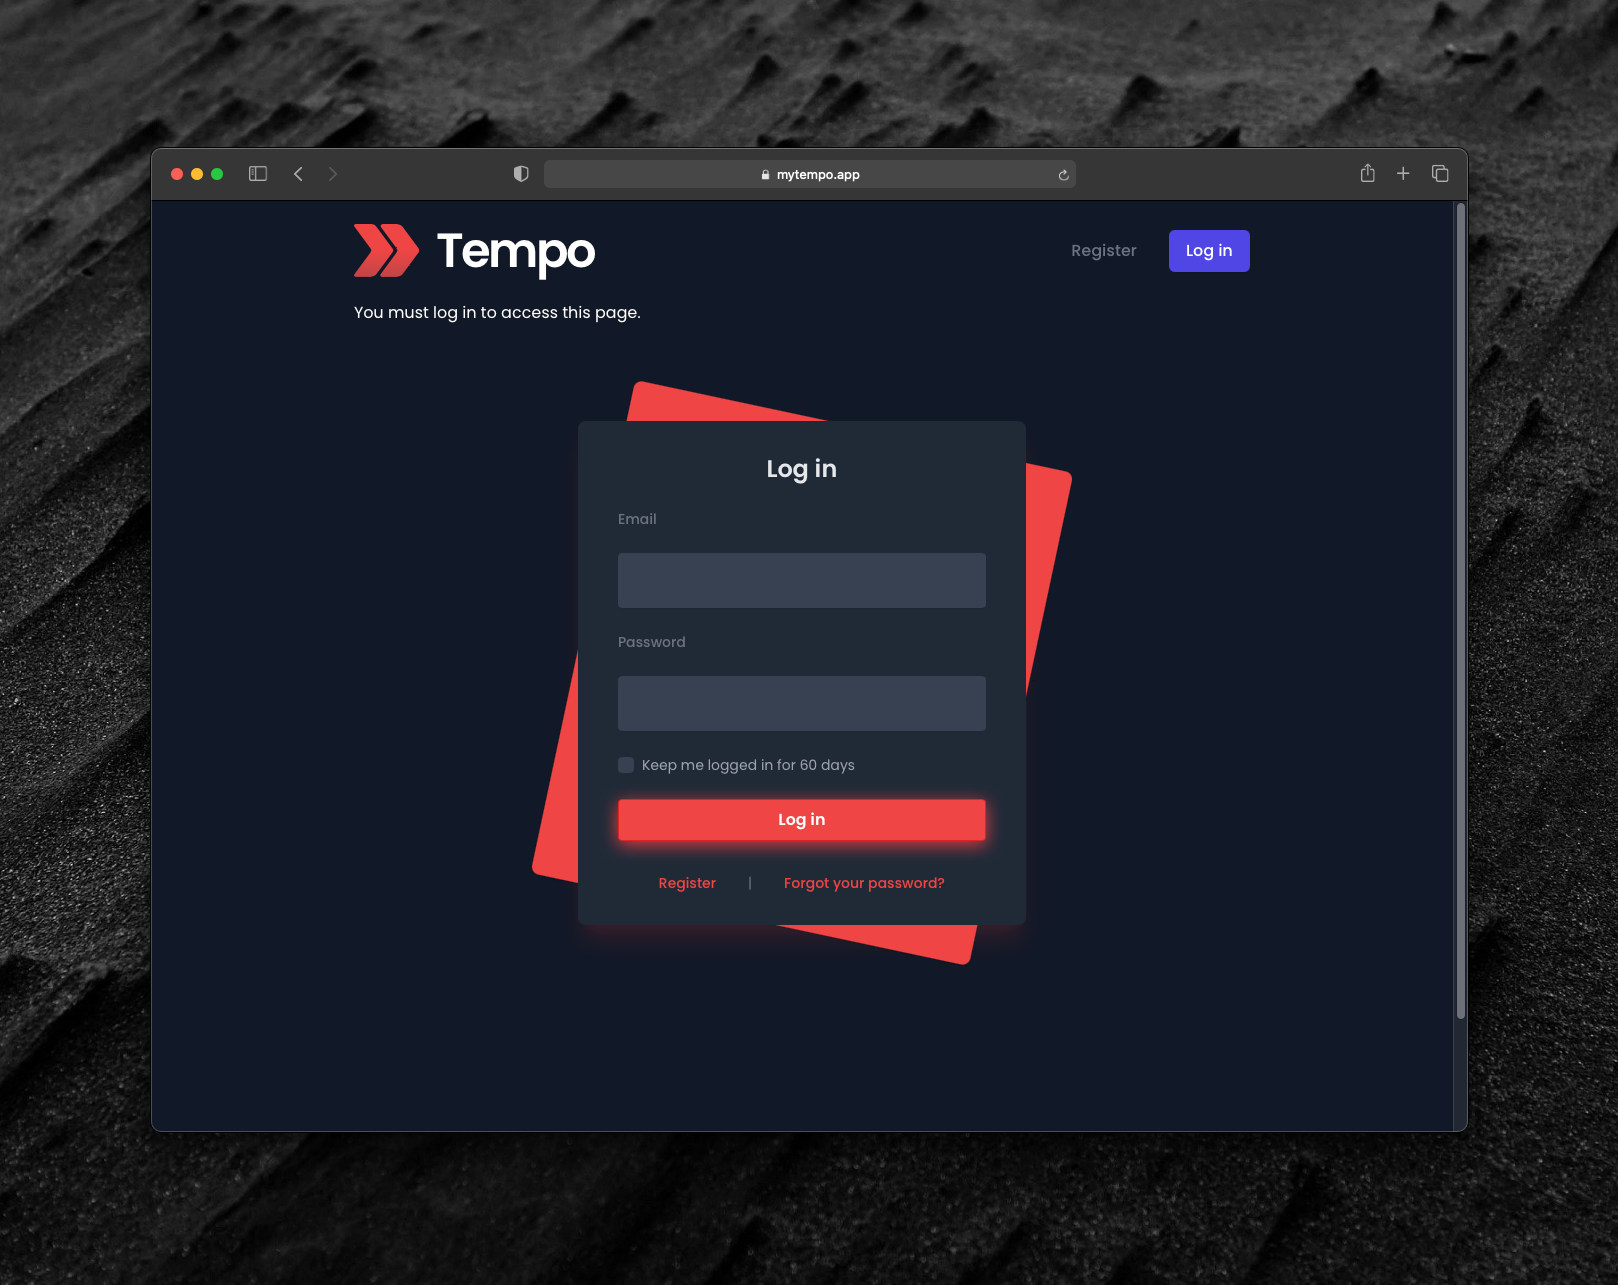 mytempo.app
Tempo
Register
Log in
You must log in to access this page.
Log in
Email
Password
Keep me logged in for 60 days
Log in
Register | Forgot your password?